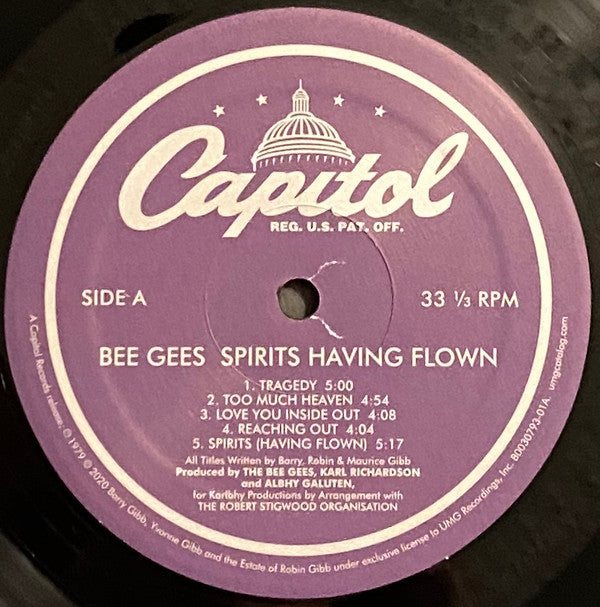 Capitol
REG. U.S. PAT. OFF.
SIDE A
33 ⅓ RPM
BEE GEES SPIRITS HAVING FLOWN
1. TRAGEDY 5:00
2. TOO MUCH HEAVEN 4:54
3. LOVE YOU INSIDE OUT 4:08
4. REACHING OUT 4:04
5. SPIRITS (HAVING FLOWN) 5:17
All Titles Written by Barry, Robin & Maurice Gibb
Produced by THE BEE GEES, KARL RICHARDSON
and ALBHY GALUTEN,
for Karlbhy Productions by Arrangement with
THE ROBERT STIGWOOD ORGANISATION
A Capitol Records release, ℗ 1979 © 2020 Barry Gibb, Yvonne Gibb and the Estate of Robin Gibb under exclusive license to UMG Recordings, Inc. B0030793-01A. umgcatalog.com